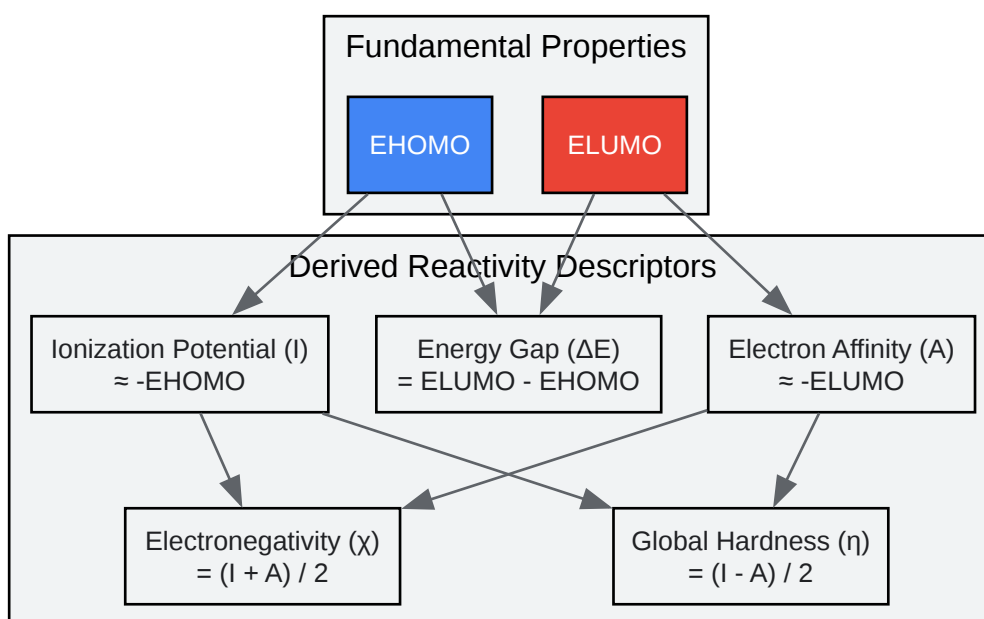 Fundamental Properties
EHOMO
ELUMO
Derived Reactivity Descriptors
Ionization Potential (I)
≈ -EHOMO
Energy Gap (ΔE)
= ELUMO - EHOMO
Electron Affinity (A)
≈ -ELUMO
Electronegativity (χ)
= (I + A) / 2
Global Hardness (η)
= (I - A) / 2